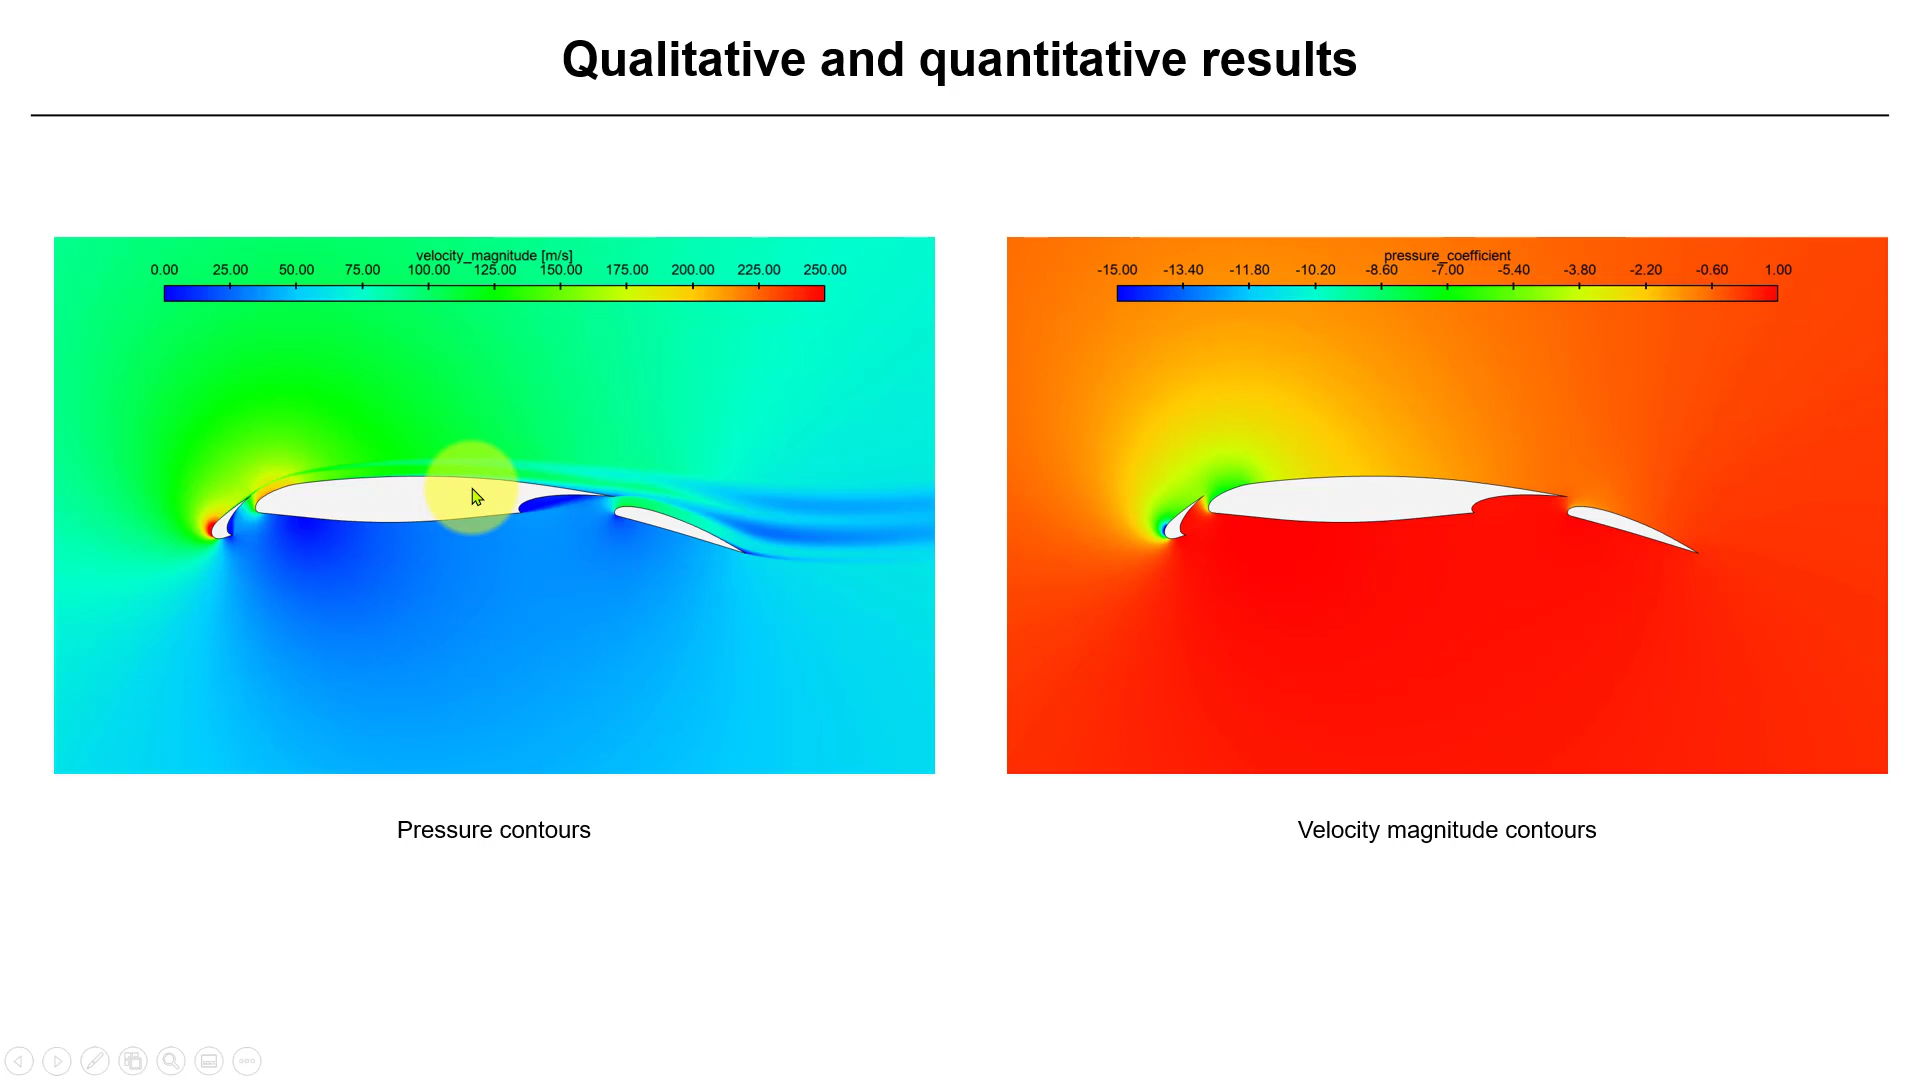 Qualitative and quantitative results
velocity_magnitude [m/s]
0.00 25.00 50.00 75.00 100.00 125.00 150.00 175.00 200.00 225.00 250.00
pressure_coefficient
-15.00 -13.40 -11.80 -10.20 -8.60 -7.00 -5.40 -3.80 -2.20 -0.60 1.00
Pressure contours
Velocity magnitude contours